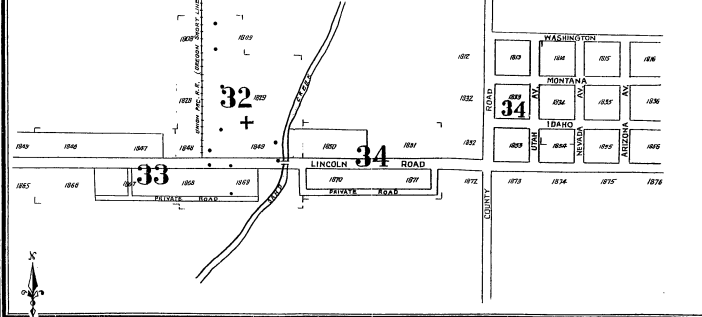 WASHINGTON
1808 1809 1812 1813 1814 1815 1816
UNION PAC. R.R. (OREGON SHORT LINE
MONTANA
1828 32 1829 1832 1833 1834 1835 1836
CREEK
ROAD
34
AV.
AV.
AV.
IDAHO
1845 1846 1847 1848 1849 1850 1851 1852 1853 1854 1855 1856
UTAH
NEVADA
ARIZONA
34
LINCOLN ROAD
33
1865 1866 1867 1868 1869 1870 1871 1872 1873 1874 1875 1876
PRIVATE ROAD
PRIVATE ROAD
SAND
COUNTY
N